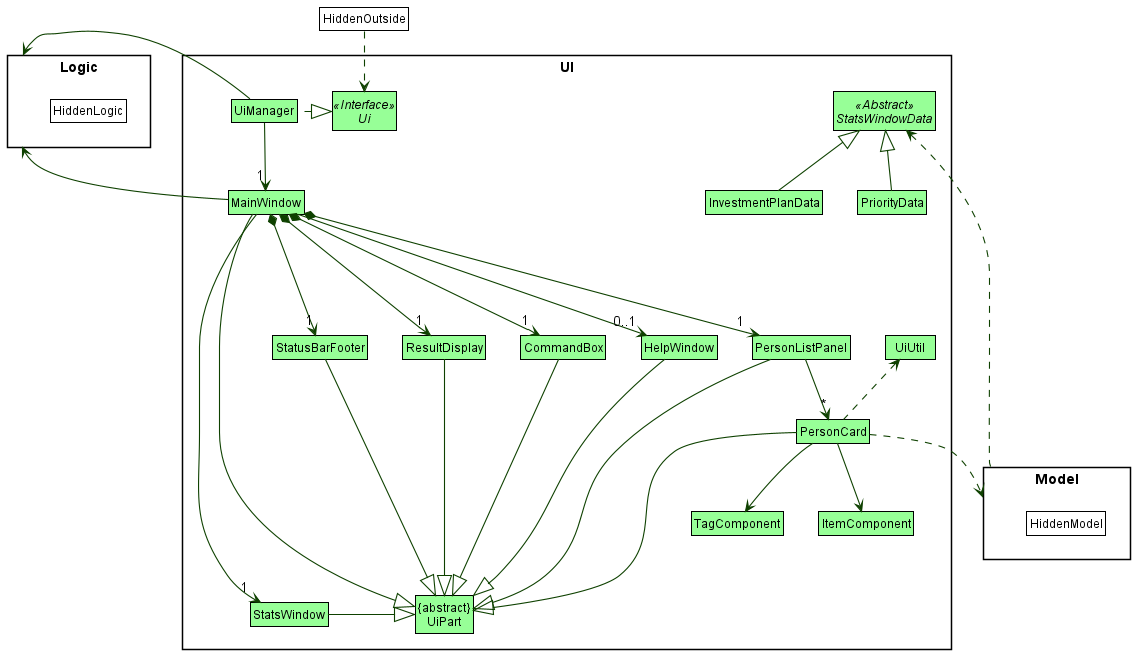 HiddenOutside
Logic
UI
HiddenLogic
UiManager
«Interface»
Ui
«Abstract»
StatsWindowData
1
MainWindow
InvestmentPlanData
PriorityData
1
1
1
0..1
1
StatusBarFooter
ResultDisplay
CommandBox
HelpWindow
PersonListPanel
UiUtil
*
PersonCard
Model
TagComponent
ItemComponent
HiddenModel
1
StatsWindow
{abstract}
UiPart